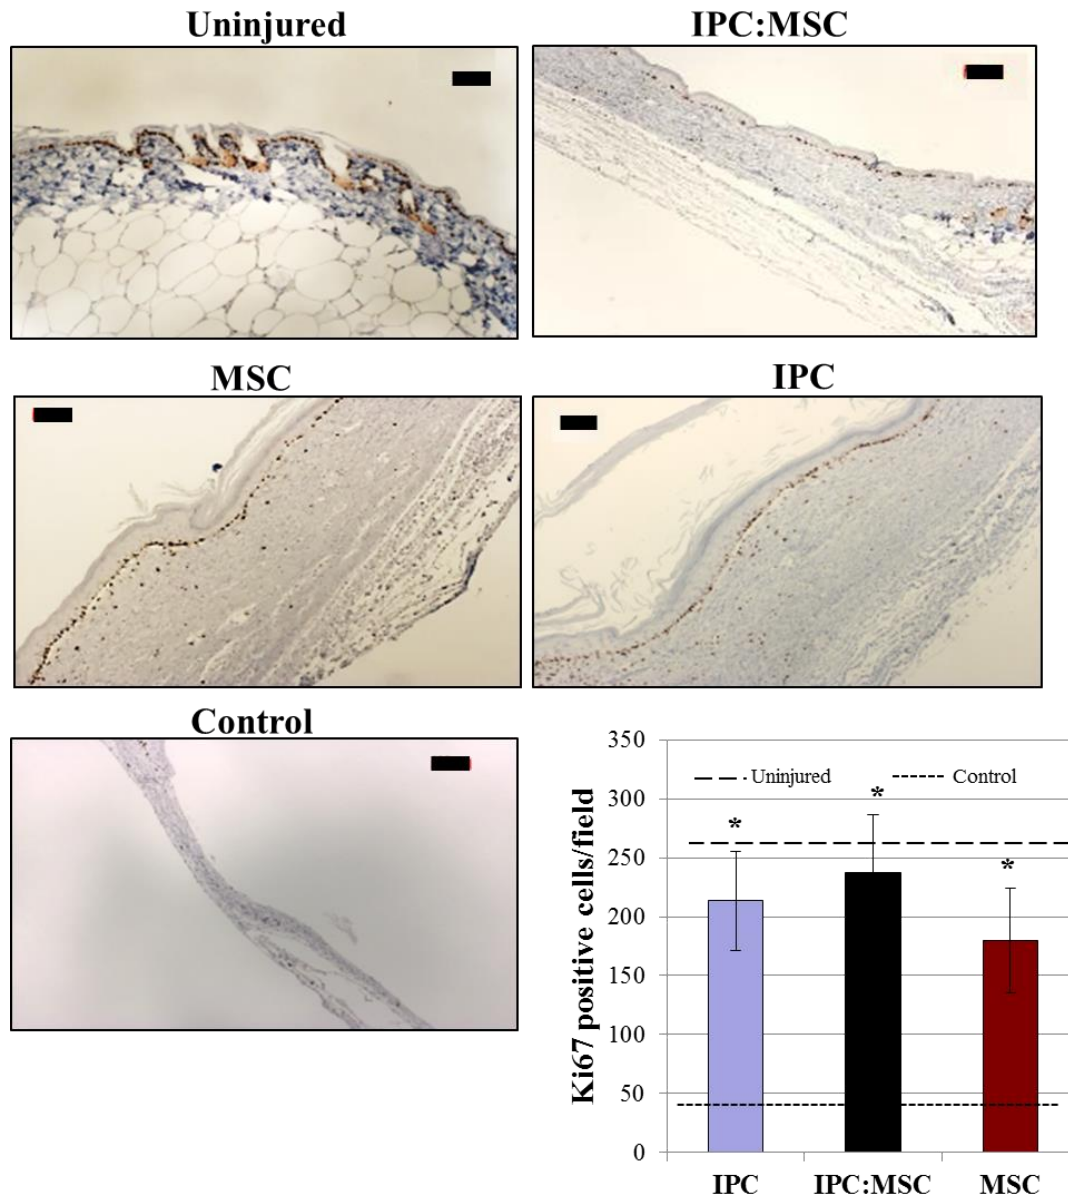 Uninjured
IPC:MSC
MSC
IPC
Control
350
300
250
200
150
100
50
0
Ki67 positive cells/field
Uninjured
Control
*
*
*
IPC
IPC:MSC
MSC